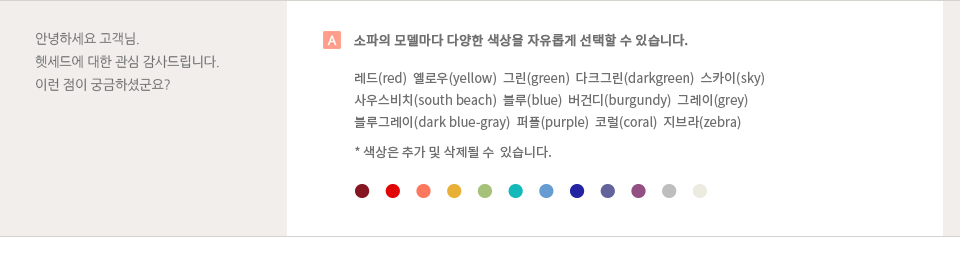 안녕하세요 고객님.
헷세드에 대한 관심 감사드립니다.
이런 점이 궁금하셨군요?
A 소파의 모델마다 다양한 색상을 자유롭게 선택할 수 있습니다.
레드(red) 옐로우(yellow) 그린(green) 다크그린(darkgreen) 스카이(sky)
사우스비치(south beach) 블루(blue) 버건디(burgundy) 그레이(grey)
블루그레이(dark blue-gray) 퍼플(purple) 코럴(coral) 지브라(zebra)
* 색상은 추가 및 삭제될 수 있습니다.